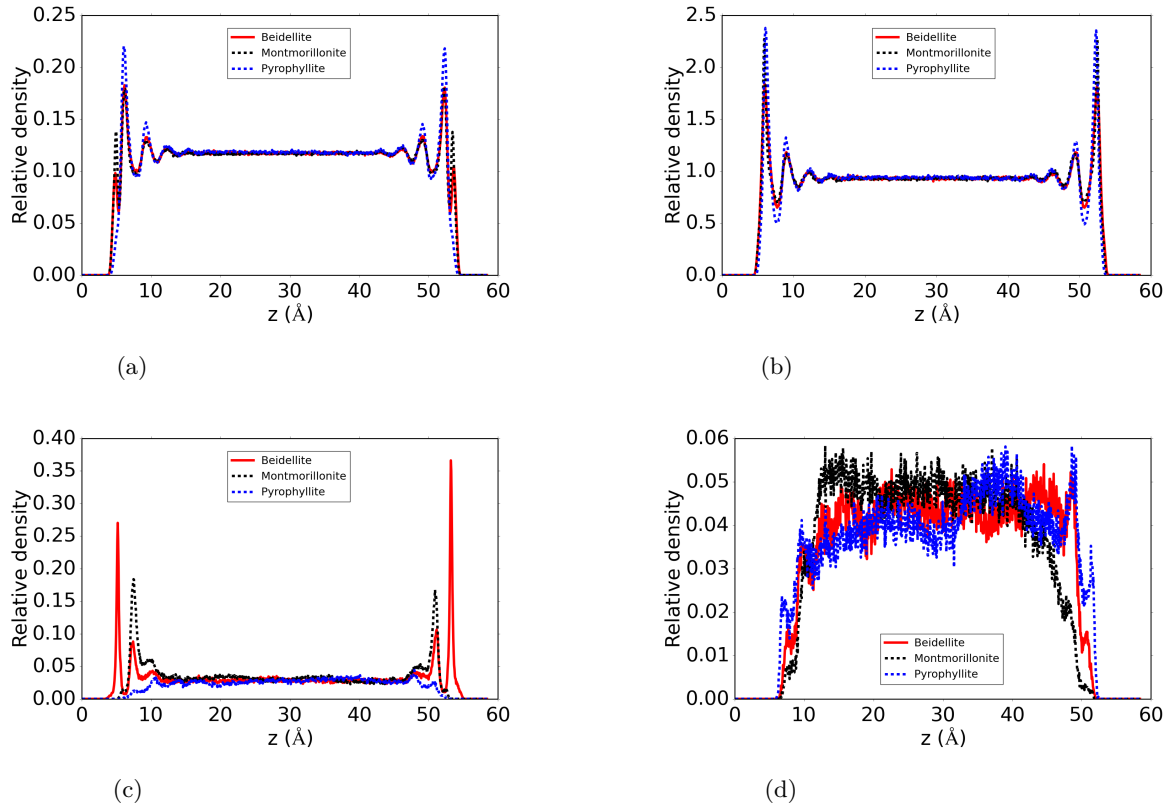 0.25
0.20
0.15
0.10
0.05
0.00
Relative density
Beidellite
Montmorillonite
Pyrophyllite
0 10 20 30 40 50 60
z (Å)
(a)
2.5
2.0
1.5
1.0
0.5
0.0
Relative density
Beidellite
Montmorillonite
Pyrophyllite
0 10 20 30 40 50 60
z (Å)
(b)
0.40
0.35
0.30
0.25
0.20
0.15
0.10
0.05
0.00
Relative density
Beidellite
Montmorillonite
Pyrophyllite
0 10 20 30 40 50 60
z (Å)
(c)
0.06
0.05
0.04
0.03
0.02
0.01
0.00
Relative density
Beidellite
Montmorillonite
Pyrophyllite
0 10 20 30 40 50 60
z (Å)
(d)